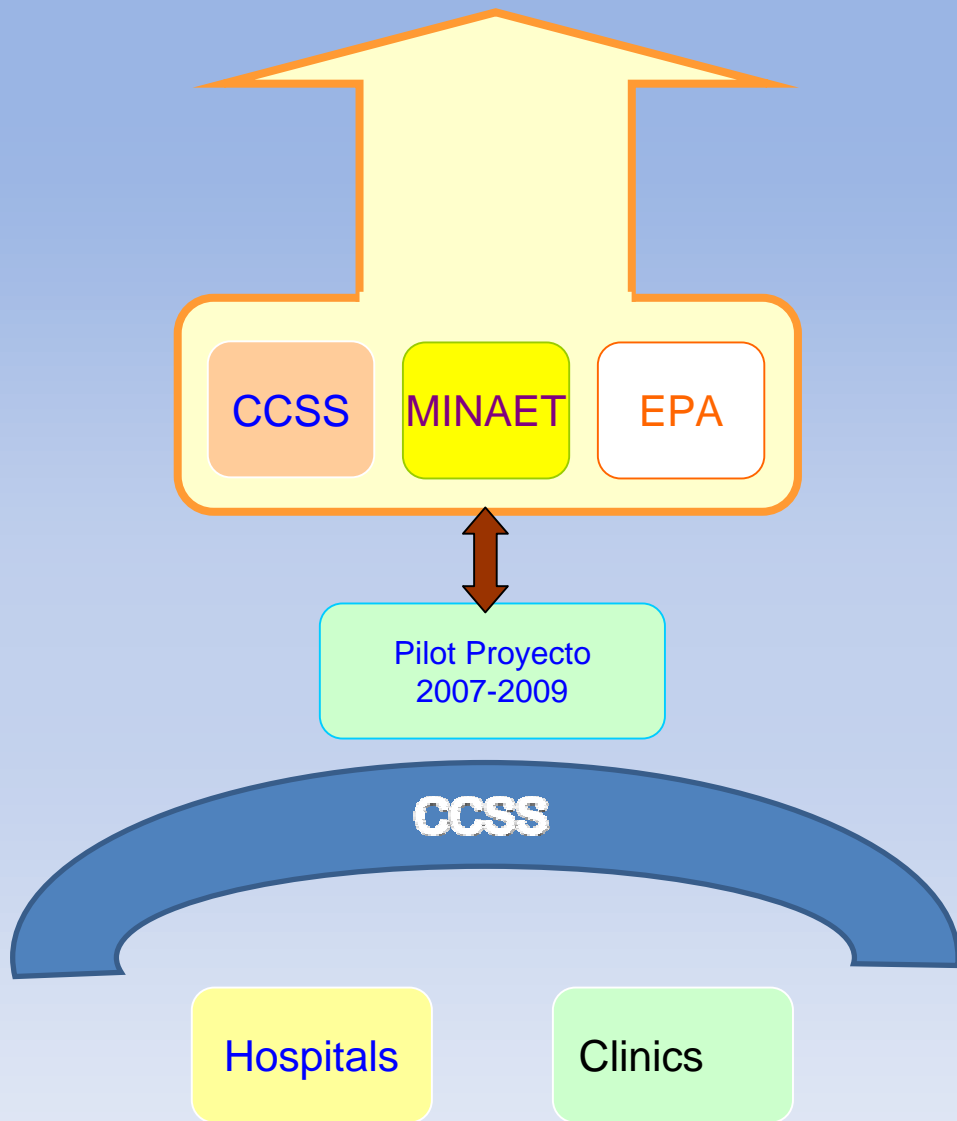 CCSS
MINAET
EPA
Pilot Proyecto
2007-2009
CCSS
Hospitals
Clinics